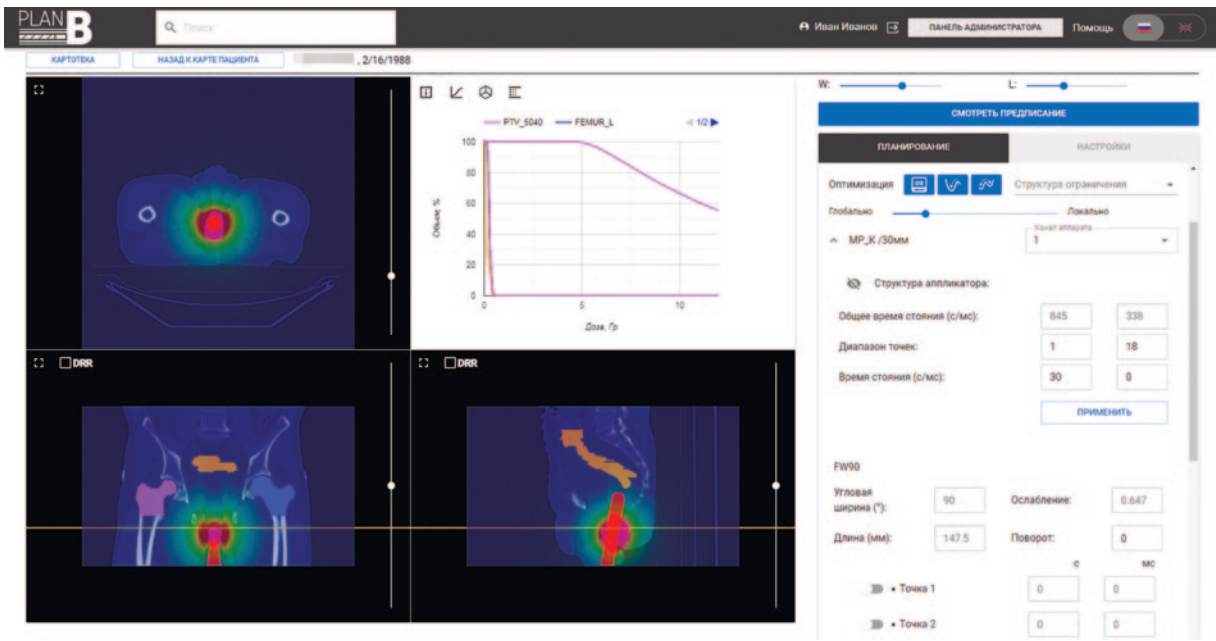 PLAN B
Поиск
Иван Иванов
ПАНЕЛЬ АДМИНИСТРАТОРА
Помощь
КАРТОТЕКА
НАЗАД К КАРТЕ ПАЦИЕНТА
, 2/16/1988
W:
L:
СМОТРЕТЬ ПРЕДПИСАНИЕ
PTV_5040
FEMUR_L
1/2
100
80
60
40
20
0
Объем, %
0
5
10
Доза, Гр
DRR
DRR
ПЛАНИРОВАНИЕ
НАСТРОЙКИ
Оптимизация
Структура ограничения
Глобально
Локально
МР_К /30мм
Канал аппарата
1
Структура аппликатора:
Общее время стояния (с/мс):
845
338
Диапазон точек:
1
18
Время стояния (с/мс):
30
0
ПРИМЕНИТЬ
FW90
Угловая
ширина (°):
90
Ослабление:
0.647
Длина (мм):
147.5
Поворот:
0
с
мс
• Точка 1
0
0
• Точка 2
0
0